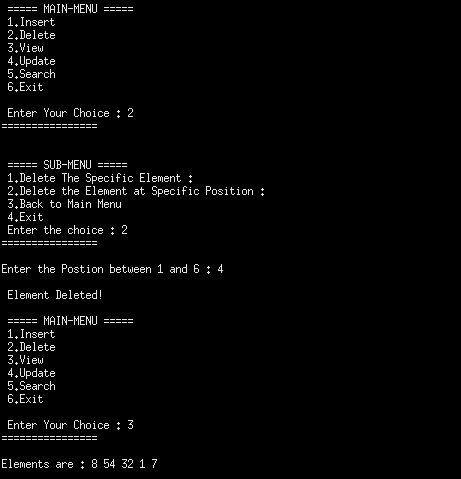 ===== MAIN-MENU =====
1.Insert
2.Delete
3.View
4.Update
5.Search
6.Exit
Enter Your Choice : 2
================
===== SUB-MENU =====
1.Delete The Specific Element :
2.Delete the Element at Specific Position :
3.Back to Main Menu
4.Exit
Enter the choice : 2
================
Enter the Postion between 1 and 6 : 4
Element Deleted!
===== MAIN-MENU =====
1.Insert
2.Delete
3.View
4.Update
5.Search
6.Exit
Enter Your Choice : 3
================
Elements are : 8 54 32 1 7